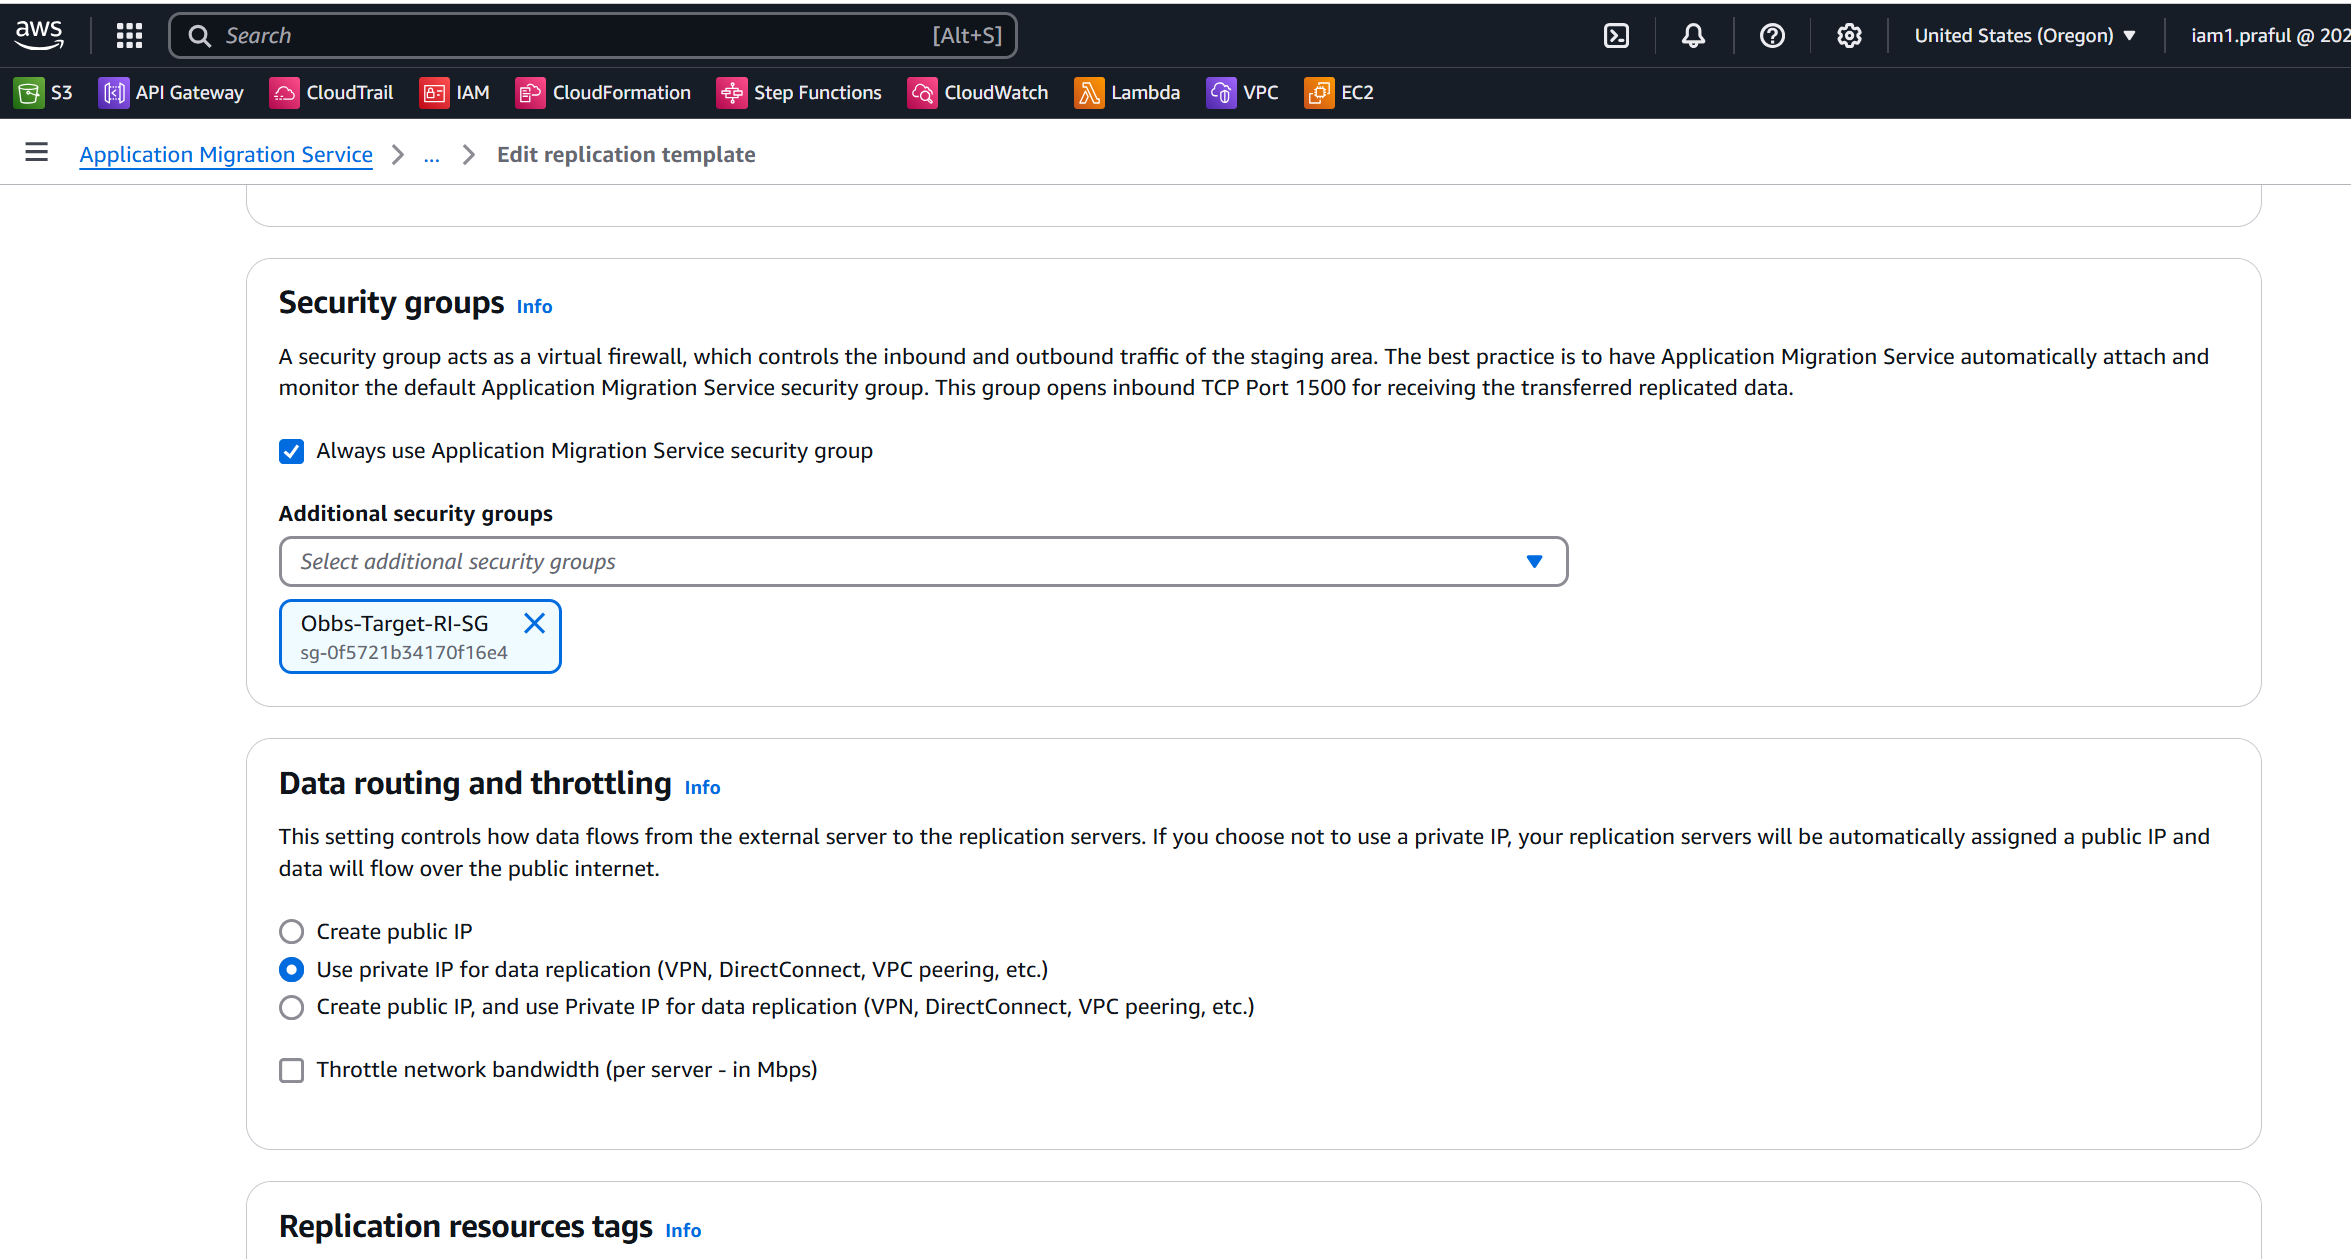 aws
Search
[Alt+S]
United States (Oregon)
iam1.praful @ 202
S3
API Gateway
CloudTrail
IAM
CloudFormation
Step Functions
CloudWatch
Lambda
VPC
EC2
Application Migration Service
...
Edit replication template
Security groups Info
A security group acts as a virtual firewall, which controls the inbound and outbound traffic of the staging area. The best practice is to have Application Migration Service automatically attach and
monitor the default Application Migration Service security group. This group opens inbound TCP Port 1500 for receiving the transferred replicated data.
Always use Application Migration Service security group
Additional security groups
Select additional security groups
Obbs-Target-RI-SG
sg-0f5721b34170f16e4
Data routing and throttling Info
This setting controls how data flows from the external server to the replication servers. If you choose not to use a private IP, your replication servers will be automatically assigned a public IP and
data will flow over the public internet.
Create public IP
Use private IP for data replication (VPN, DirectConnect, VPC peering, etc.)
Create public IP, and use Private IP for data replication (VPN, DirectConnect, VPC peering, etc.)
Throttle network bandwidth (per server - in Mbps)
Replication resources tags Info